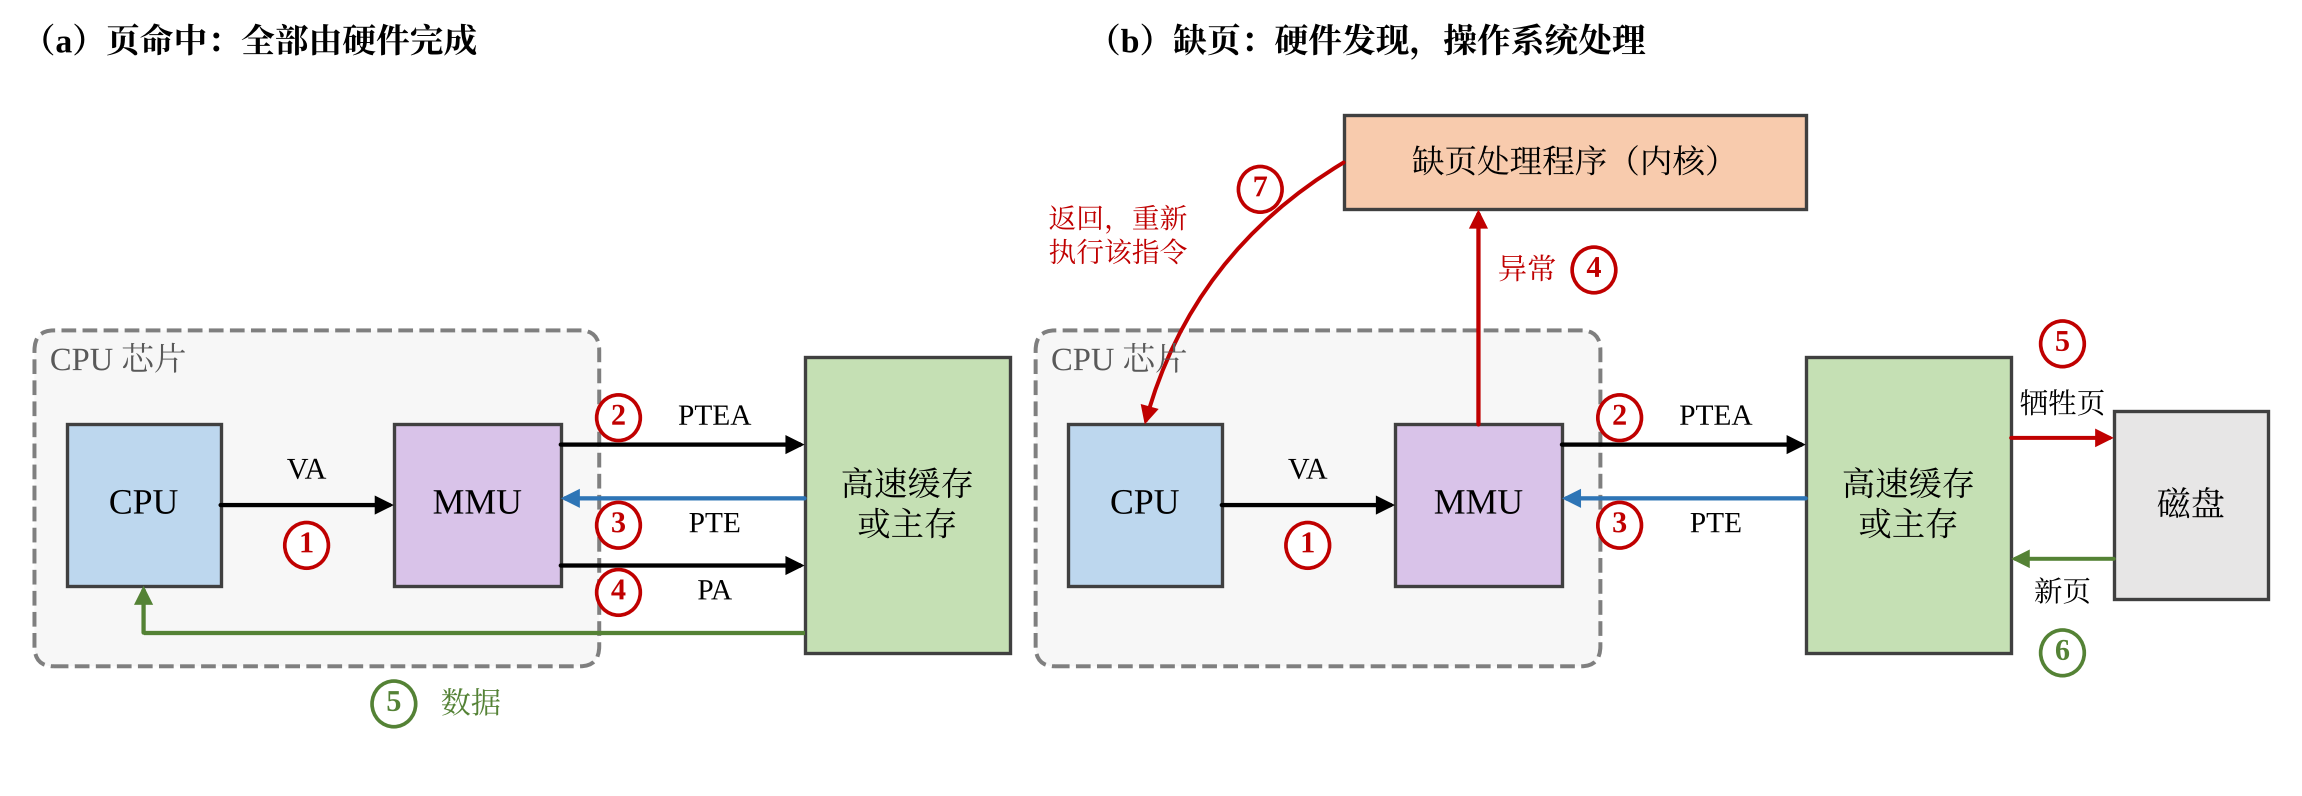 (a) 页命中：全部由硬件完成
CPU 芯片
CPU
VA
1
MMU
2
PTEA
3
PTE
4
PA
高速缓存
或主存
5
数据
(b) 缺页：硬件发现，操作系统处理
缺页处理程序（内核）
7
返回，重新
执行该指令
异常
4
CPU 芯片
CPU
VA
1
MMU
2
PTEA
3
PTE
高速缓存
或主存
5
牺牲页
磁盘
新页
6